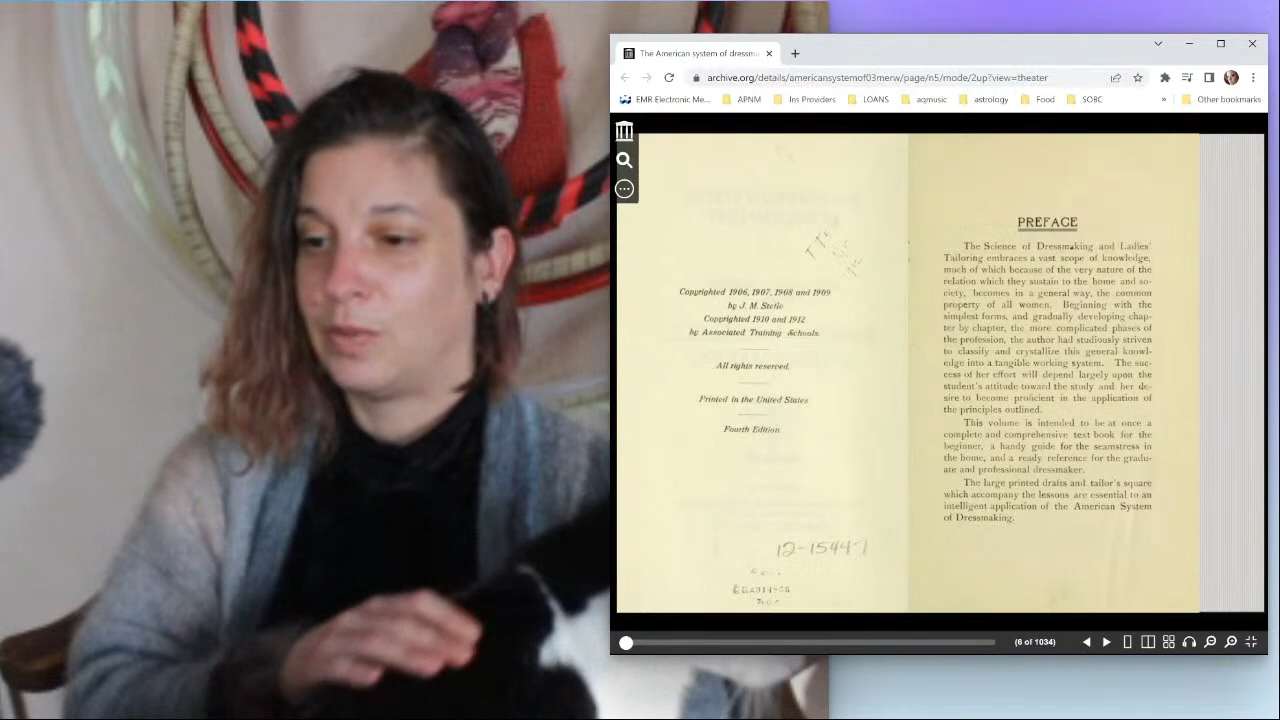 The American system of dressma
archive.org/details/americansystemof03merw/page/n5/mode/2up?view=theater
EMR Electronic Me...
APNM
Ins Providers
LOANS
aqmusic
astrology
Food
SOBC
»
Other bookmarks
Copyrighted 1906, 1907, 1908 and 1909
by J. M. Stelle
Copyrighted 1910 and 1912
by Associated Training Schools
All rights reserved.
Printed in the United States
Fourth Edition
12-15447
PREFACE
The Science of Dressmaking and Ladies'
Tailoring embraces a vast scope of knowledge,
much of which because of the very nature of the
relation which they sustain to the home and so-
ciety, becomes in a general way, the common
property of all women. Beginning with the
simplest forms, and gradually developing chap-
ter by chapter, the more complicated phases of
the profession, the author had studiously striven
to classify and crystallize this general knowl-
edge into a tangible working system. The suc-
cess of her effort will depend largely upon the
student's attitude toward the study and her de-
sire to become proficient in the application of
the principles outlined.
This volume is intended to be at once a
complete and comprehensive text book for the
beginner, a handy guide for the seamstress in
the home, and a ready reference for the gradu-
ate and professional dressmaker.
The large printed drafts and tailor's square
which accompany the lessons are essential to an
intelligent application of the American System
of Dressmaking.
(6 of 1034)